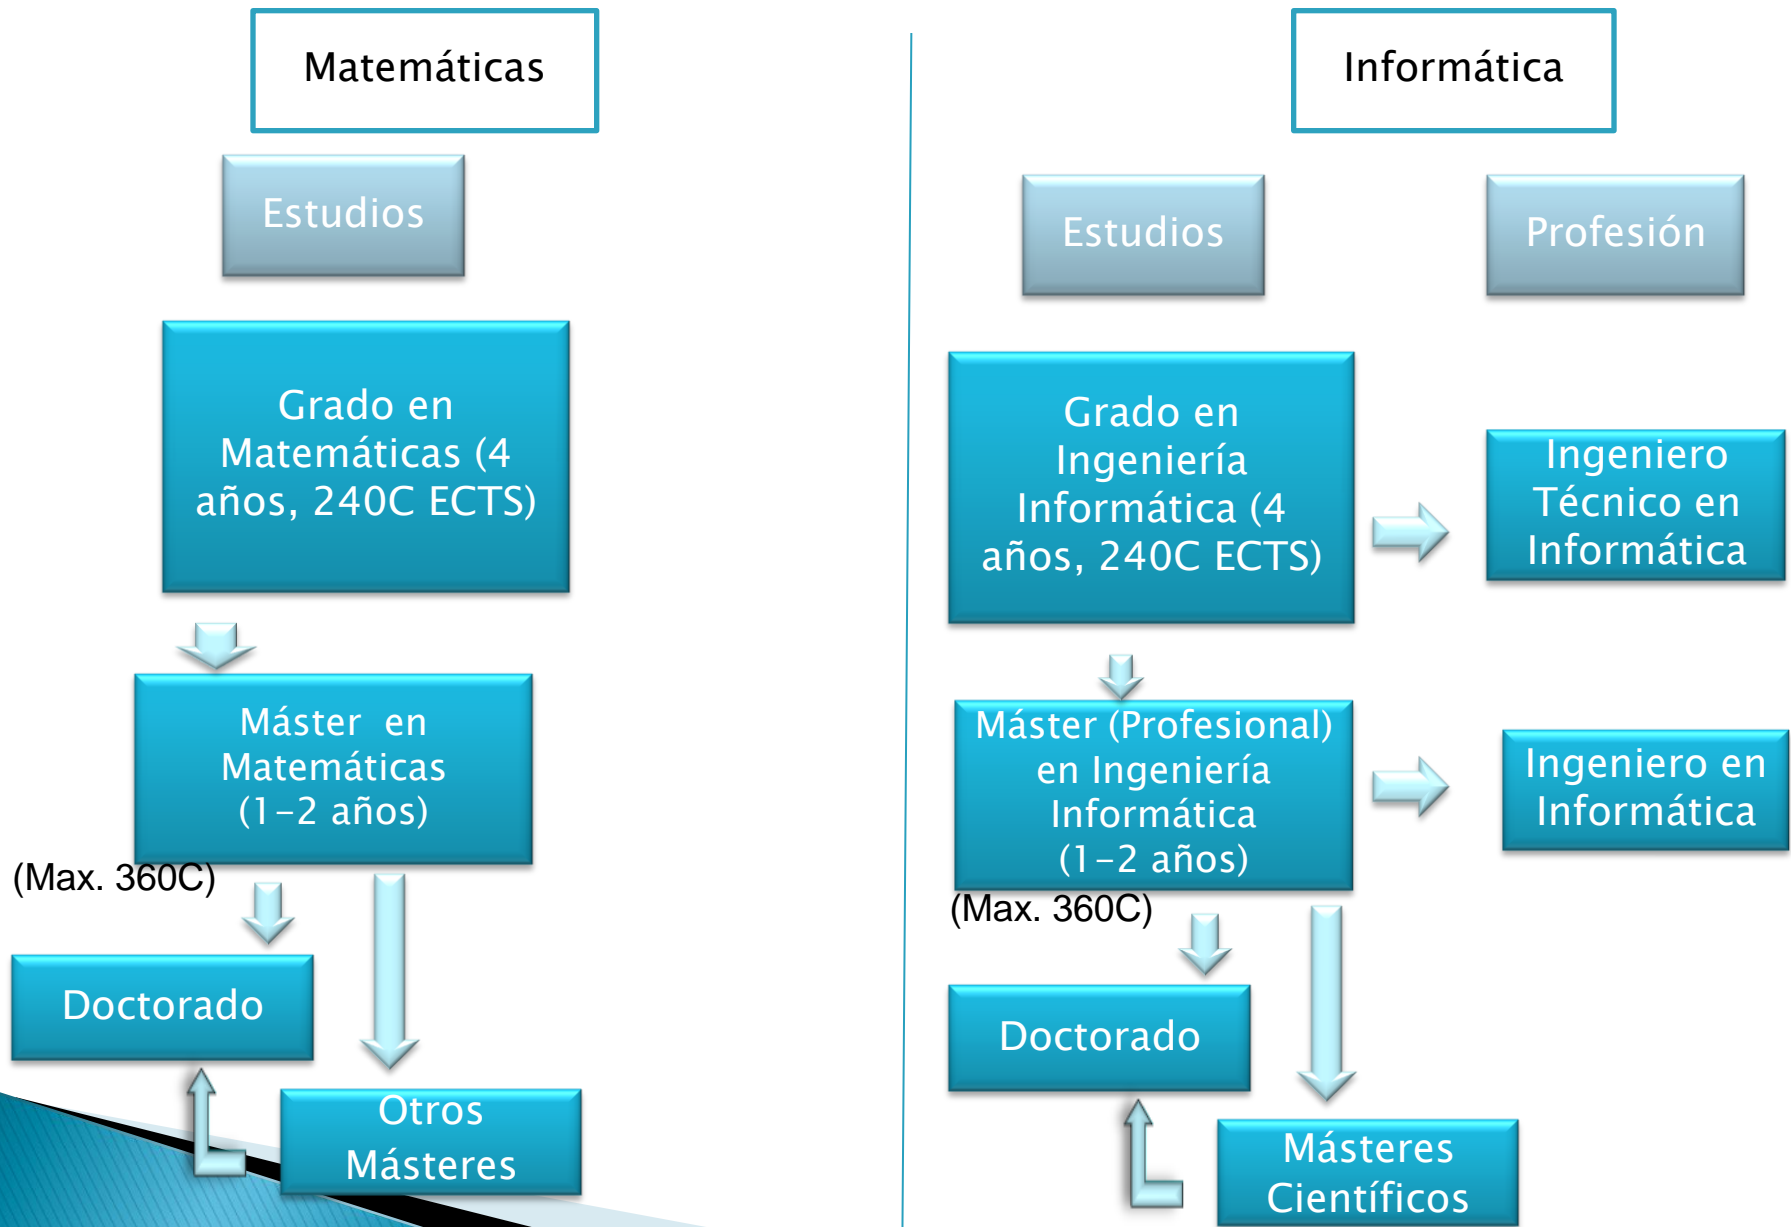 Matemáticas
Estudios
Grado en
Matemáticas (4
años, 240C ECTS)
Máster en
Matemáticas
(1-2 años)
(Max. 360C)
Doctorado
Otros
Másteres
Informática
Estudios
Profesión
Grado en
Ingeniería
Informática (4
años, 240C ECTS)
Ingeniero
Técnico en
Informática
Máster (Profesional)
en Ingeniería
Informática
(1-2 años)
Ingeniero en
Informática
(Max. 360C)
Doctorado
Másteres
Científicos